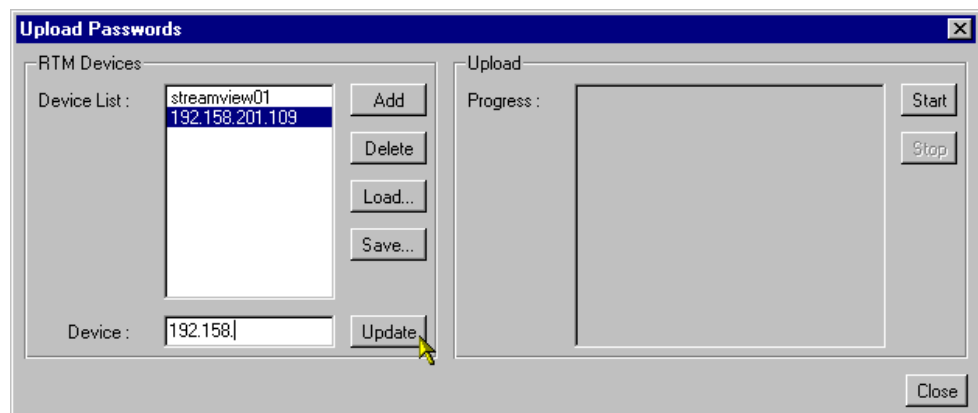 Upload Passwords
RTM Devices
Device List :
streamview01
192.158.201.109
Add
Delete
Load...
Save...
Device :
192.158.
Update
Upload
Progress :
Start
Stop
Close